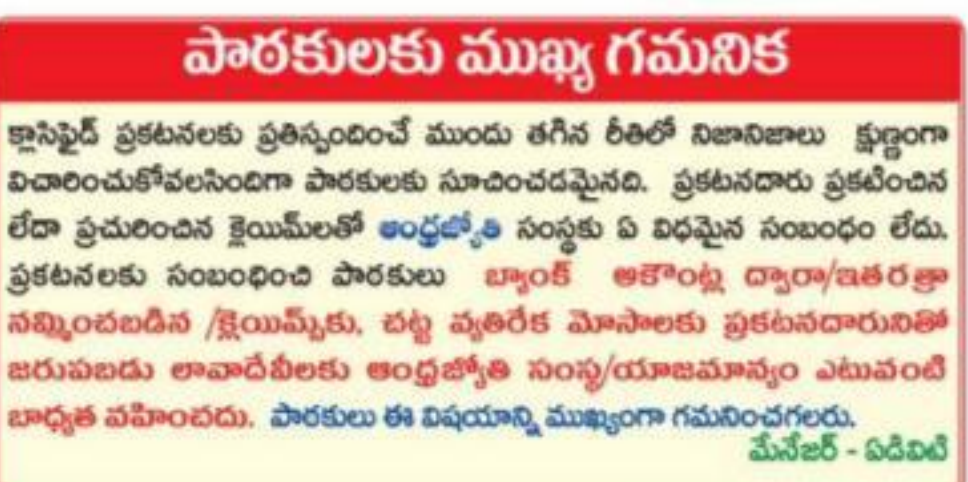 పాఠకులకు ముఖ్య గమనిక
క్లాసిఫైడ్ ప్రకటనలకు ప్రతిస్పందించే ముందు తగిన రీతిలో నిజానిజాలు క్షుణ్ణంగా
విచారించుకోవలసిందిగా పాఠకులకు సూచించడమైనది. ప్రకటనదారు ప్రకటించిన
లేదా ప్రచురించిన క్లెయిమ్‌లతో ఆంధ్రజ్యోతి సంస్థకు ఏ విధమైన సంబంధం లేదు.
ప్రకటనలకు సంబంధించి పాఠకులు బ్యాంక్ అకౌంట్ల ద్వారా/ఇతరత్రా
నమ్మించబడిన /క్లెయిమ్స్‌కు, చట్ట వ్యతిరేక మోసాలకు ప్రకటనదారునితో
జరుపబడు లావాదేవీలకు ఆంధ్రజ్యోతి సంస్థ/యాజమాన్యం ఎటువంటి
బాధ్యత వహించదు. పాఠకులు ఈ విషయాన్ని ముఖ్యంగా గమనించగలరు.
మేనేజర్ - ఏడివిటి